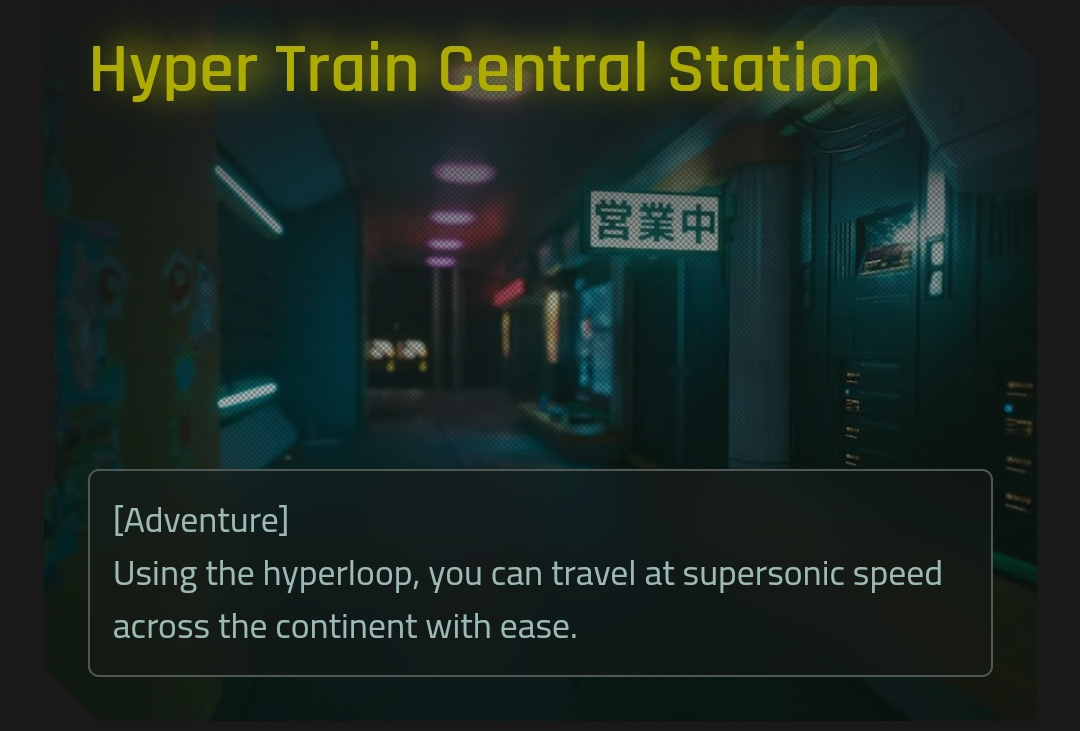 Hyper Train Central Station
営業中
[Adventure]
Using the hyperloop, you can travel at supersonic speed
across the continent with ease.